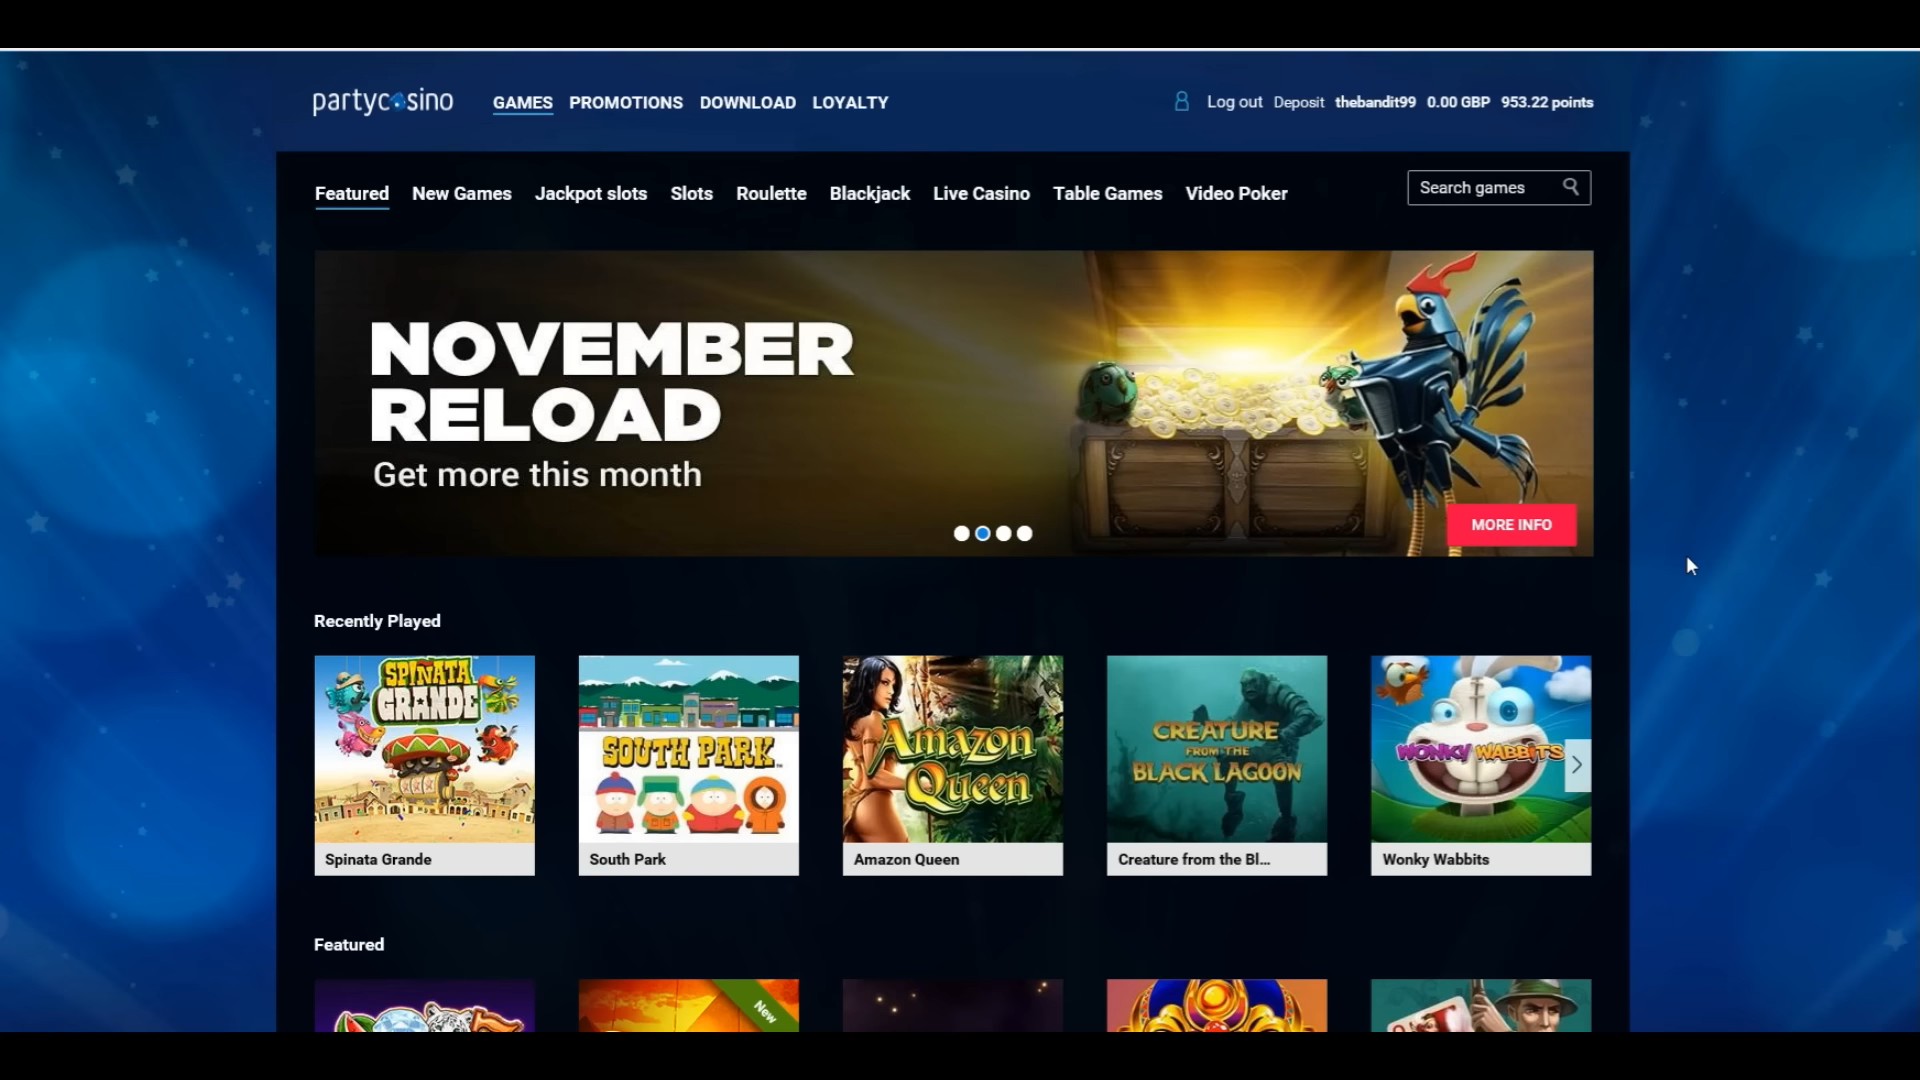 partycasino
GAMES PROMOTIONS DOWNLOAD LOYALTY
Log out Deposit thebandit99 0.00 GBP 953.22 points
Featured New Games Jackpot slots Slots Roulette Blackjack Live Casino Table Games Video Poker
Search games
NOVEMBER
RELOAD
Get more this month
MORE INFO
Recently Played
SPINATA
GRANDE
SOUTH PARK
Amazon
Queen
CREATURE
FROM THE
BLACK LAGOON
WONKY WABBITS
Spinata Grande
South Park
Amazon Queen
Creature from the Bl...
Wonky Wabbits
Featured
New